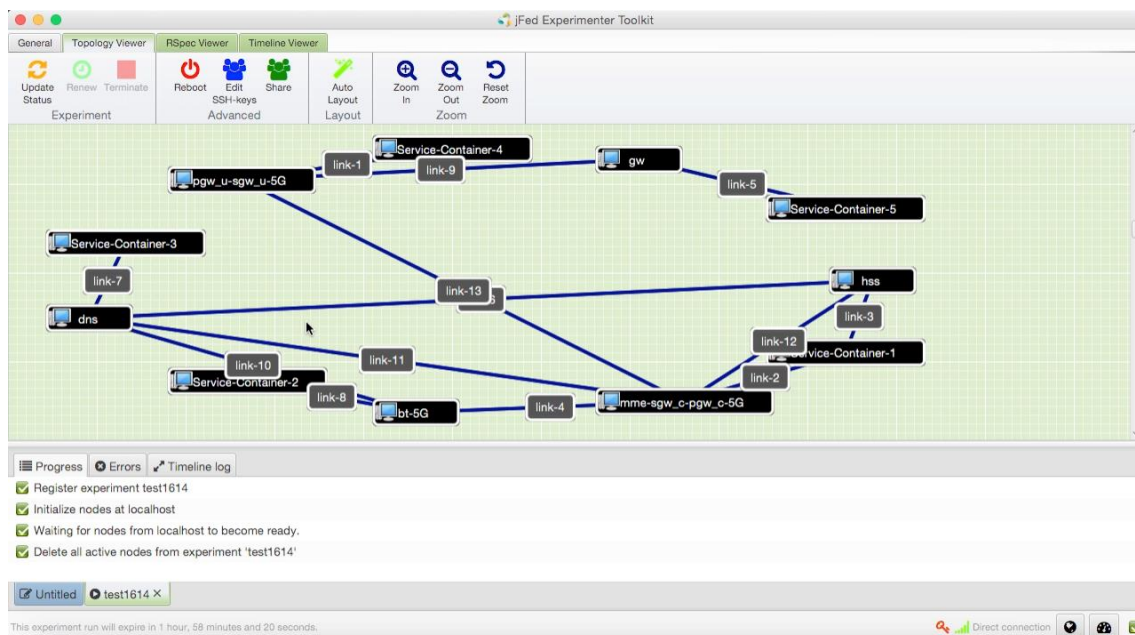 jFed Experimenter Toolkit
General Topology Viewer RSpec Viewer Timeline Viewer
Update Status Renew Terminate Reboot Edit SSH-keys Share Auto Layout Zoom In Zoom Out Reset Zoom
Experiment Advanced Layout Zoom
Service-Container-4
link-1
link-9
gw
pgw_u-sgw_u-5G
link-5
Service-Container-5
Service-Container-3
link-7
link-13
hss
dns
link-3
link-12
Service-Container-1
link-11
link-10
link-2
Service-Container-2
link-8
link-4
mme-sgw_c-pgw_c-5G
bt-5G
Progress Errors Timeline log
Register experiment test1614
Initialize nodes at localhost
Waiting for nodes from localhost to become ready.
Delete all active nodes from experiment 'test1614'
Untitled test1614
This experiment run will expire in 1 hour, 58 minutes and 20 seconds. Direct connection